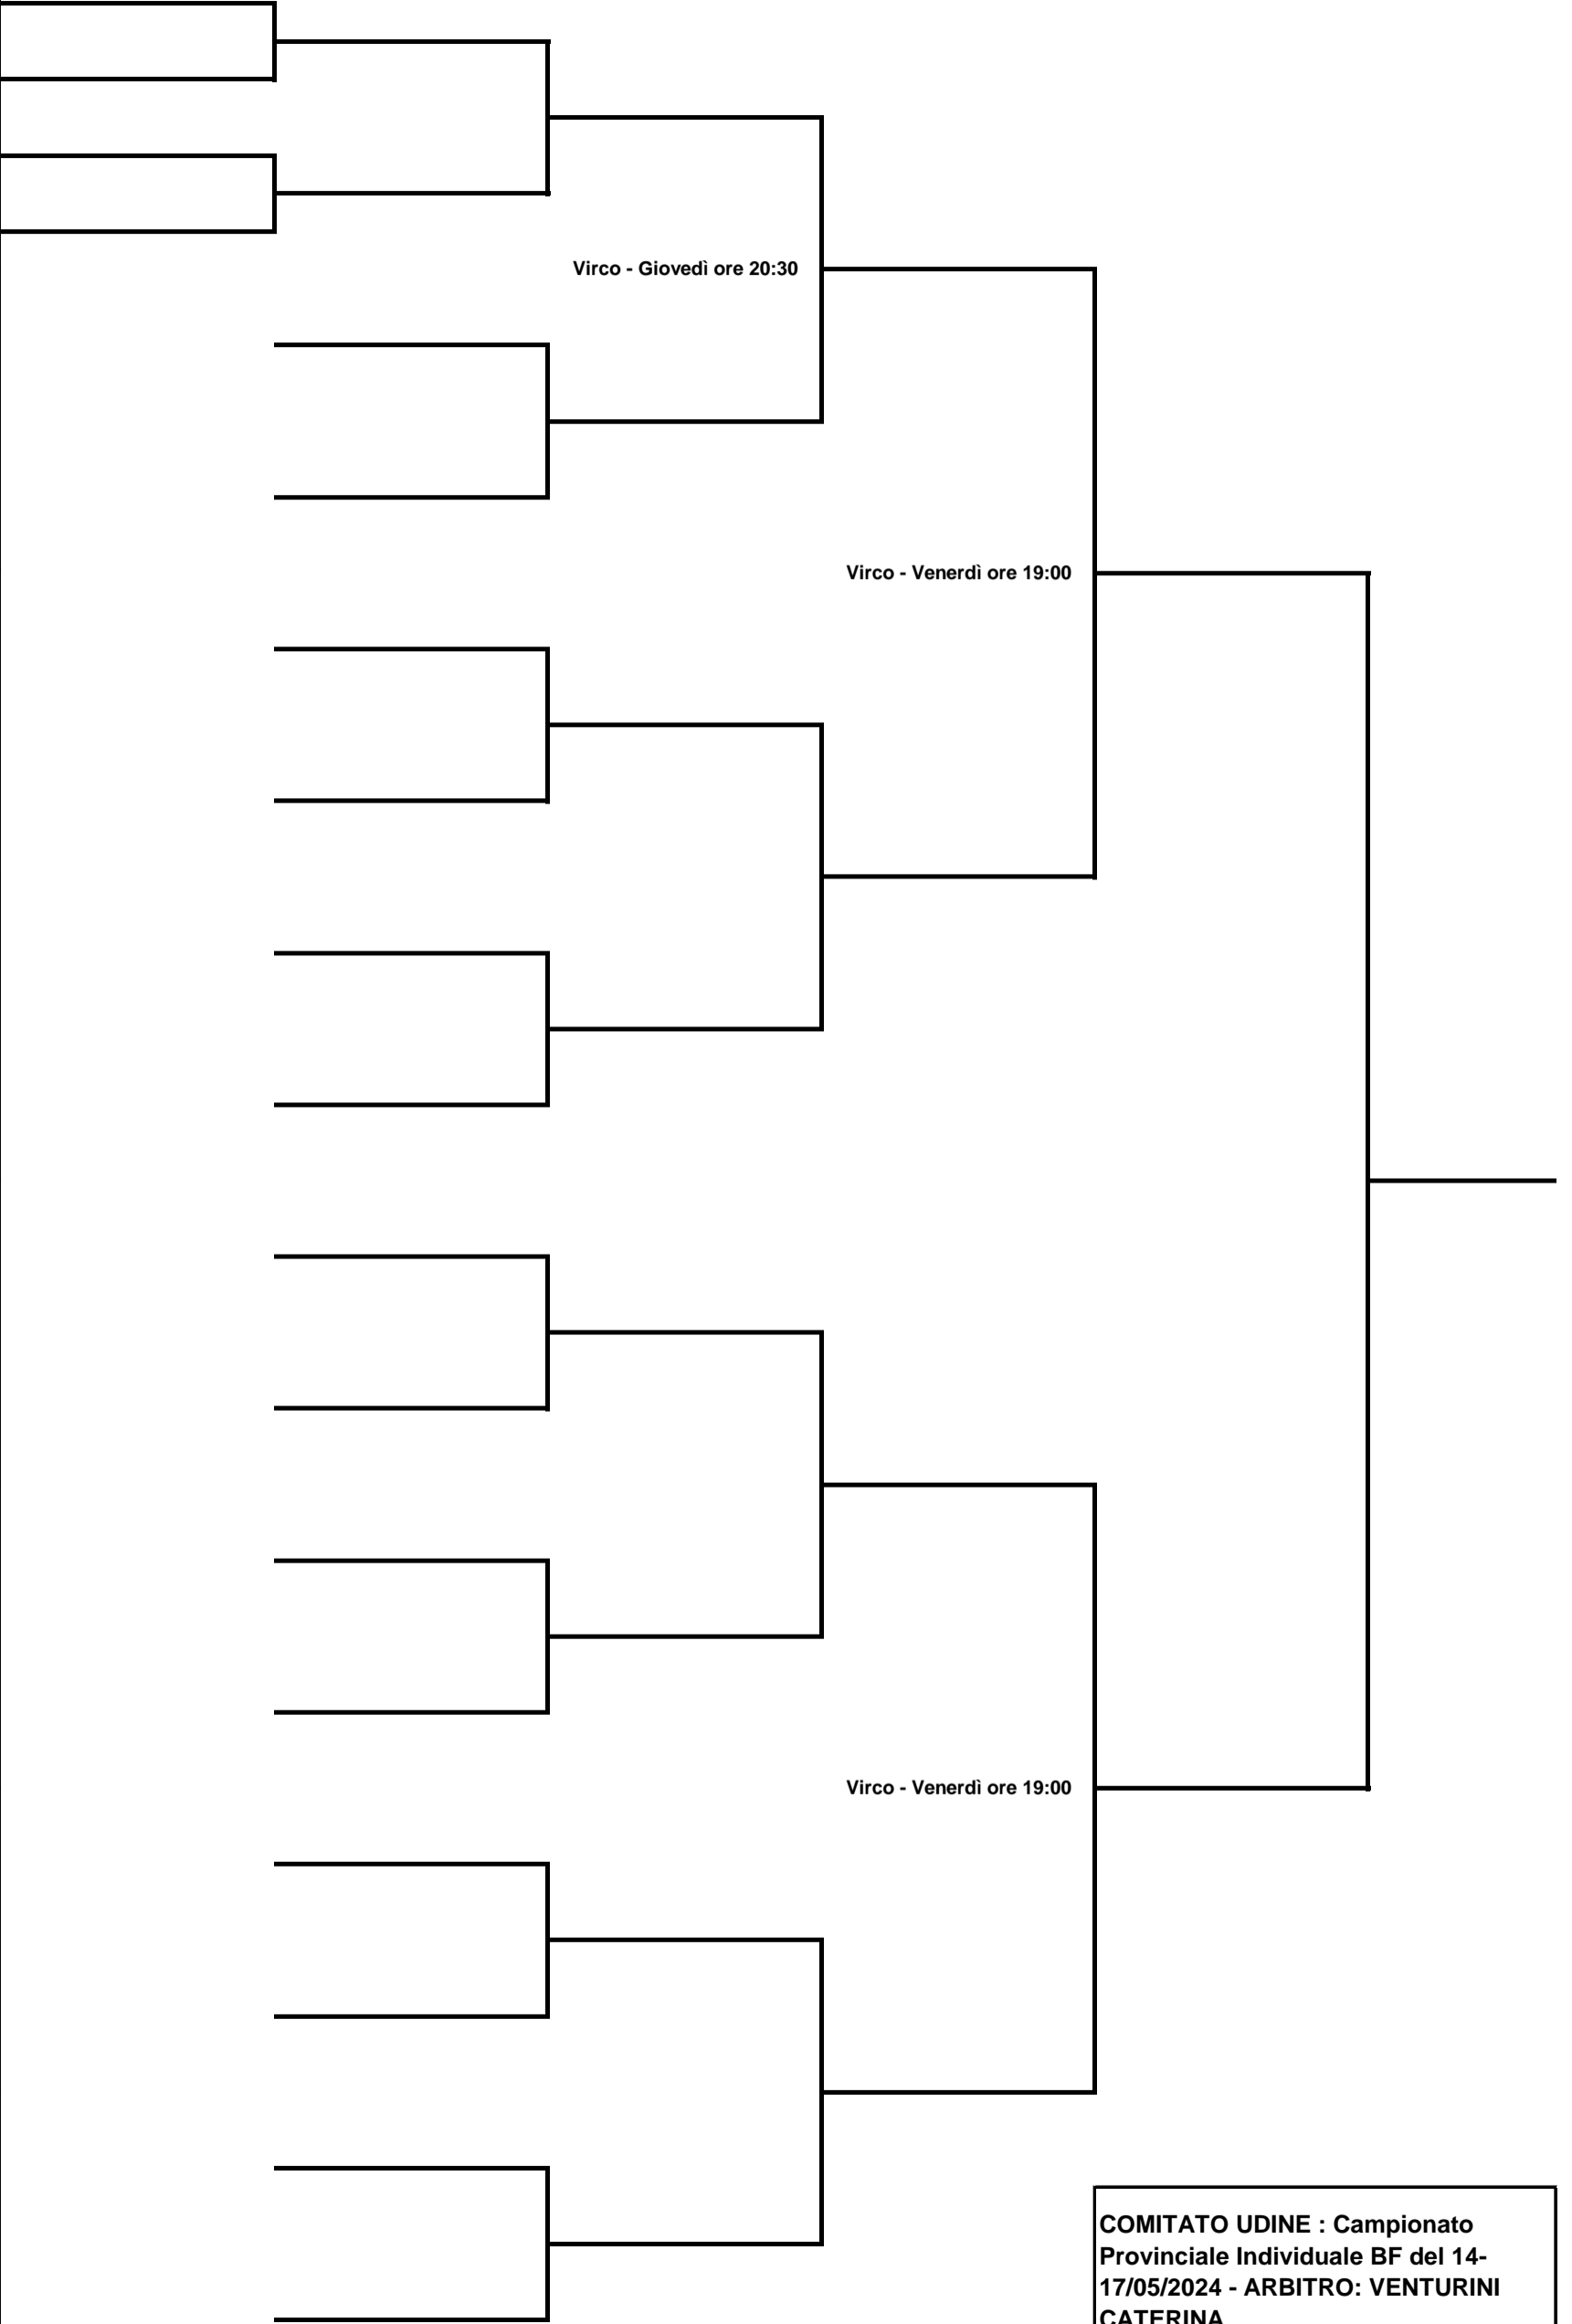 Virco - Giovedì ore 20:30
Virco - Venerdì ore 19:00
Virco - Venerdì ore 19:00
COMITATO UDINE : Campionato
Provinciale Individuale BF del 14-
17/05/2024 - ARBITRO: VENTURINI
CATERINA